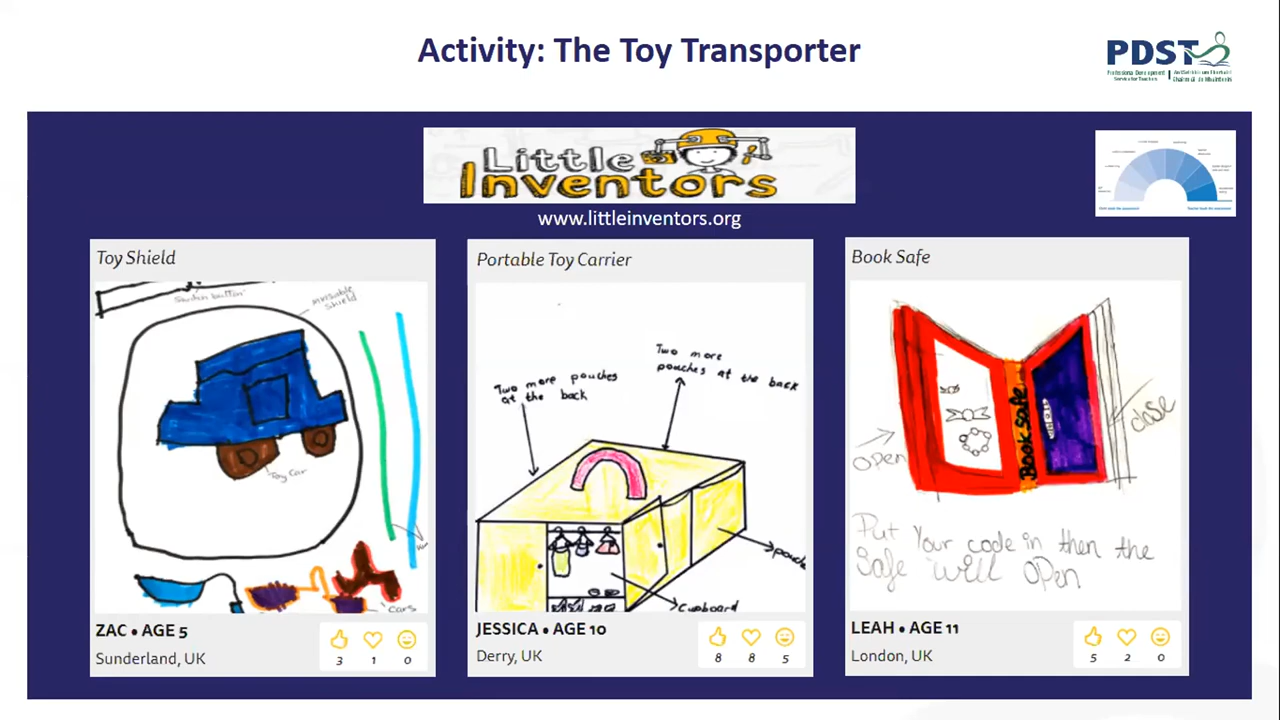 Activity: The Toy Transporter
PDST
Little
Inventors
www.littleinventors.org
Toy Shield
invisable
shield
toy car
cars
ZAC • AGE 5
Sunderland, UK
3 1 0
Portable Toy Carrier
Two more pouches
at the back
Two more
pouches at the back
pouch
Cupboard
JESSICA • AGE 10
Derry, UK
8 8 5
Book Safe
Open
Book safe
close
Put Your code in then the
Safe will Open
LEAH • AGE 11
London, UK
5 2 0